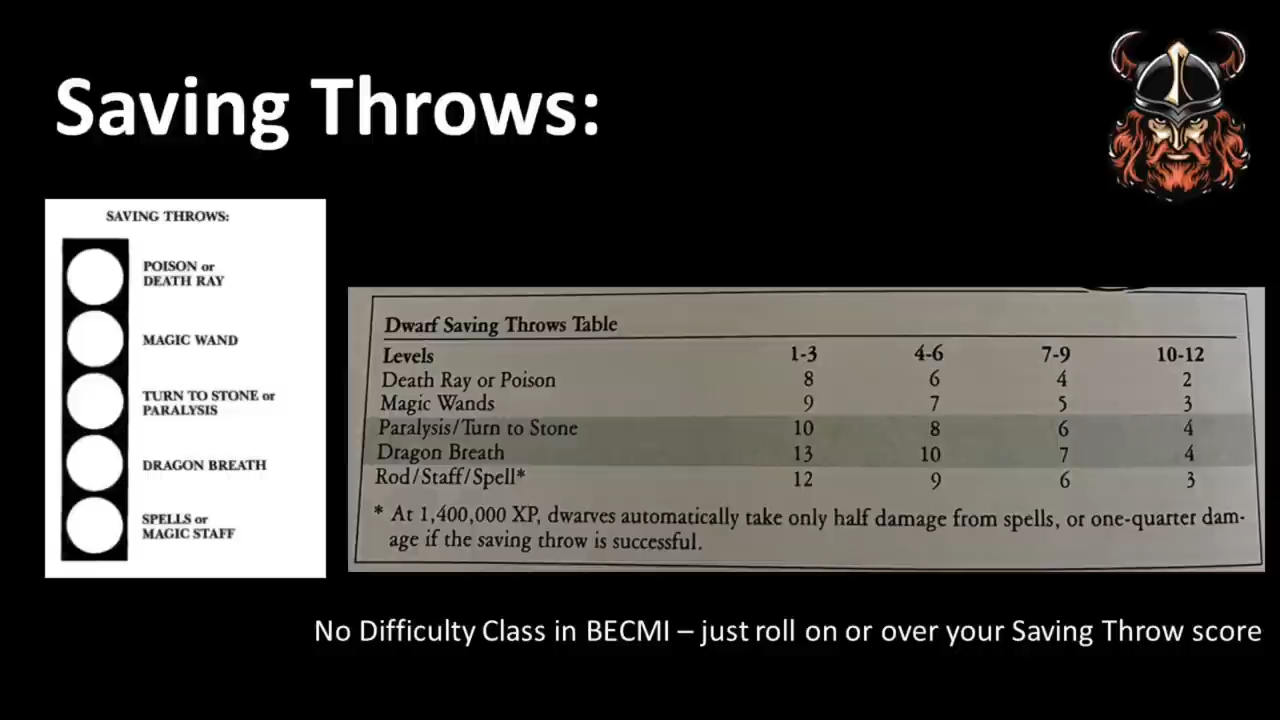 Saving Throws:
SAVING THROWS:
POISON or
DEATH RAY
MAGIC WAND
TURN TO STONE or
PARALYSIS
DRAGON BREATH
SPELLS or
MAGIC STAFF
Dwarf Saving Throws Table
Levels 1-3 4-6 7-9 10-12
Death Ray or Poison 8 6 4 2
Magic Wands 9 7 5 3
Paralysis/Turn to Stone 10 8 6 4
Dragon Breath 13 10 7 4
Rod/Staff/Spell* 12 9 6 3
* At 1,400,000 XP, dwarves automatically take only half damage from spells, or one-quarter dam-
age if the saving throw is successful.
No Difficulty Class in BECMI – just roll on or over your Saving Throw score